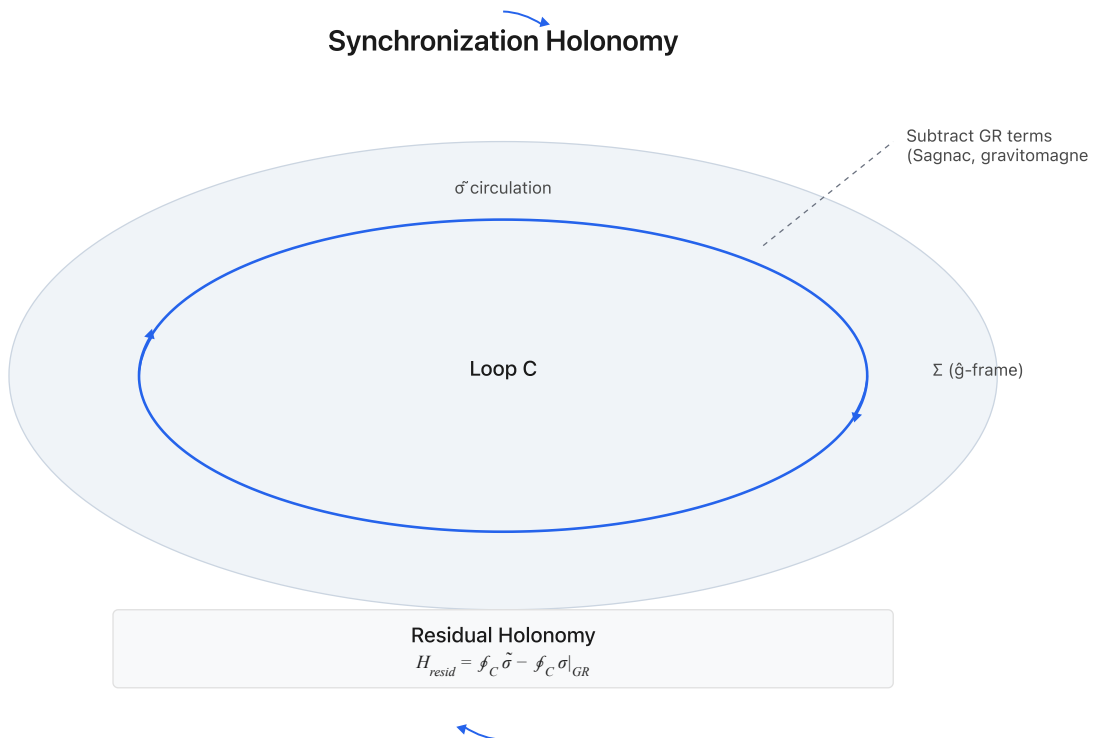 Synchronization Holonomy
Subtract GR terms
(Sagnac, gravitomagne
σ̃ circulation
Loop C
Σ (ĝ-frame)
Residual Holonomy
H_resid = ∮_C σ̃ − ∮_C σ|_GR